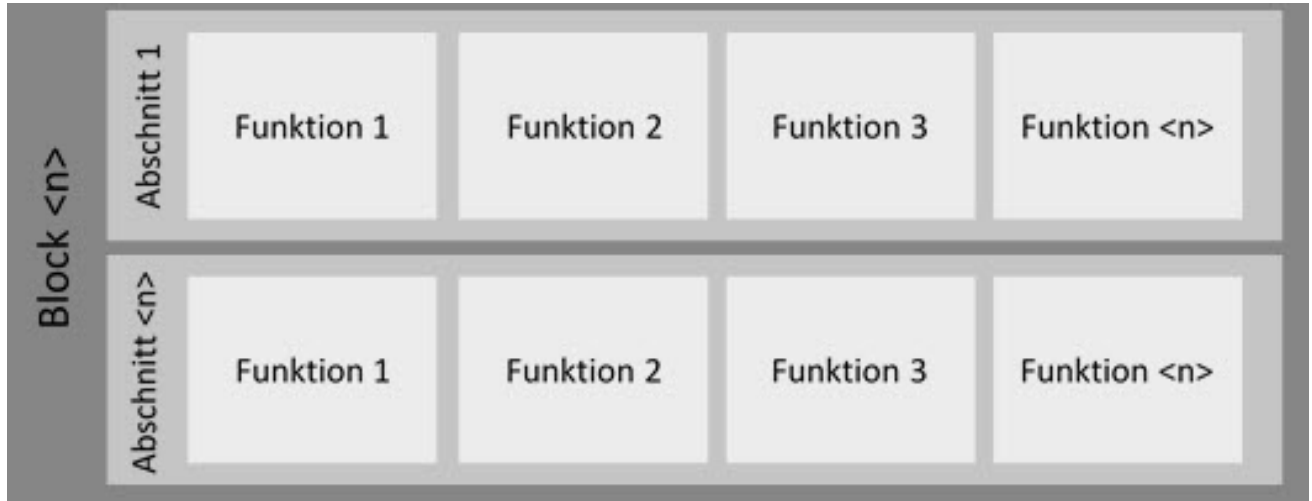 Block <n>
Abschnitt 1
Funktion 1
Funktion 2
Funktion 3
Funktion <n>
Abschnitt <n>
Funktion 1
Funktion 2
Funktion 3
Funktion <n>